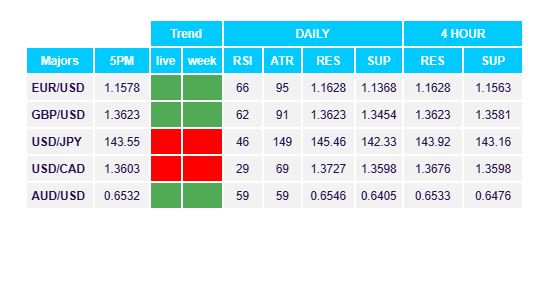 Trend DAILY 4 HOUR
Majors 5PM live week RSI ATR RES SUP RES SUP
EUR/USD 1.1578 66 95 1.1628 1.1368 1.1628 1.1563
GBP/USD 1.3623 62 91 1.3623 1.3454 1.3623 1.3581
USD/JPY 143.55 46 149 145.46 142.33 143.92 143.16
USD/CAD 1.3603 29 69 1.3727 1.3598 1.3676 1.3598
AUD/USD 0.6532 59 59 0.6546 0.6405 0.6533 0.6476